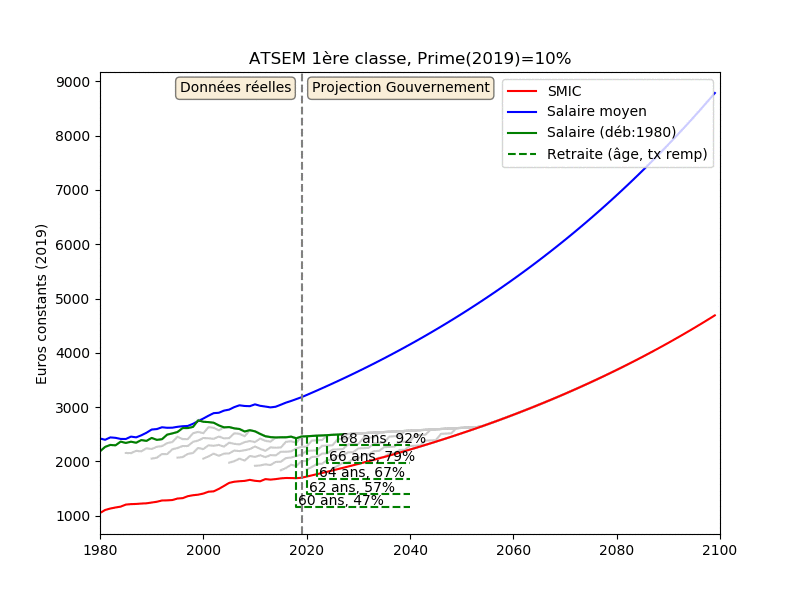 ATSEM 1ère classe, Prime(2019)=10%
Données réelles
Projection Gouvernement
SMIC
Salaire moyen
Salaire (déb:1980)
Retraite (âge, tx remp)
Euros constants (2019)
9000
8000
7000
6000
5000
4000
3000
2000
1000
68 ans, 92%
66 ans, 79%
64 ans, 67%
62 ans, 57%
60 ans, 47%
1980 2000 2020 2040 2060 2080 2100